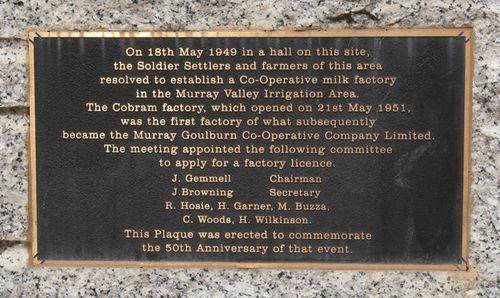 On 18th May 1949 in a hall on this site,
the Soldier Settlers and farmers of this area
resolved to establish a Co-Operative milk factory
in the Murray Valley Irrigation Area.
The Cobram factory, which opened on 21st May 1951,
was the first factory of what subsequently
became the Murray Goulburn Co-Operative Company Limited.
The meeting appointed the following committee
to apply for a factory licence.
J. Gemmell Chairman
J.Browning Secretary
R. Hosie, H. Garner, M. Buzza,
C. Woods, H. Wilkinson.
This Plaque was erected to commemorate
the 50th Anniversary of that event.